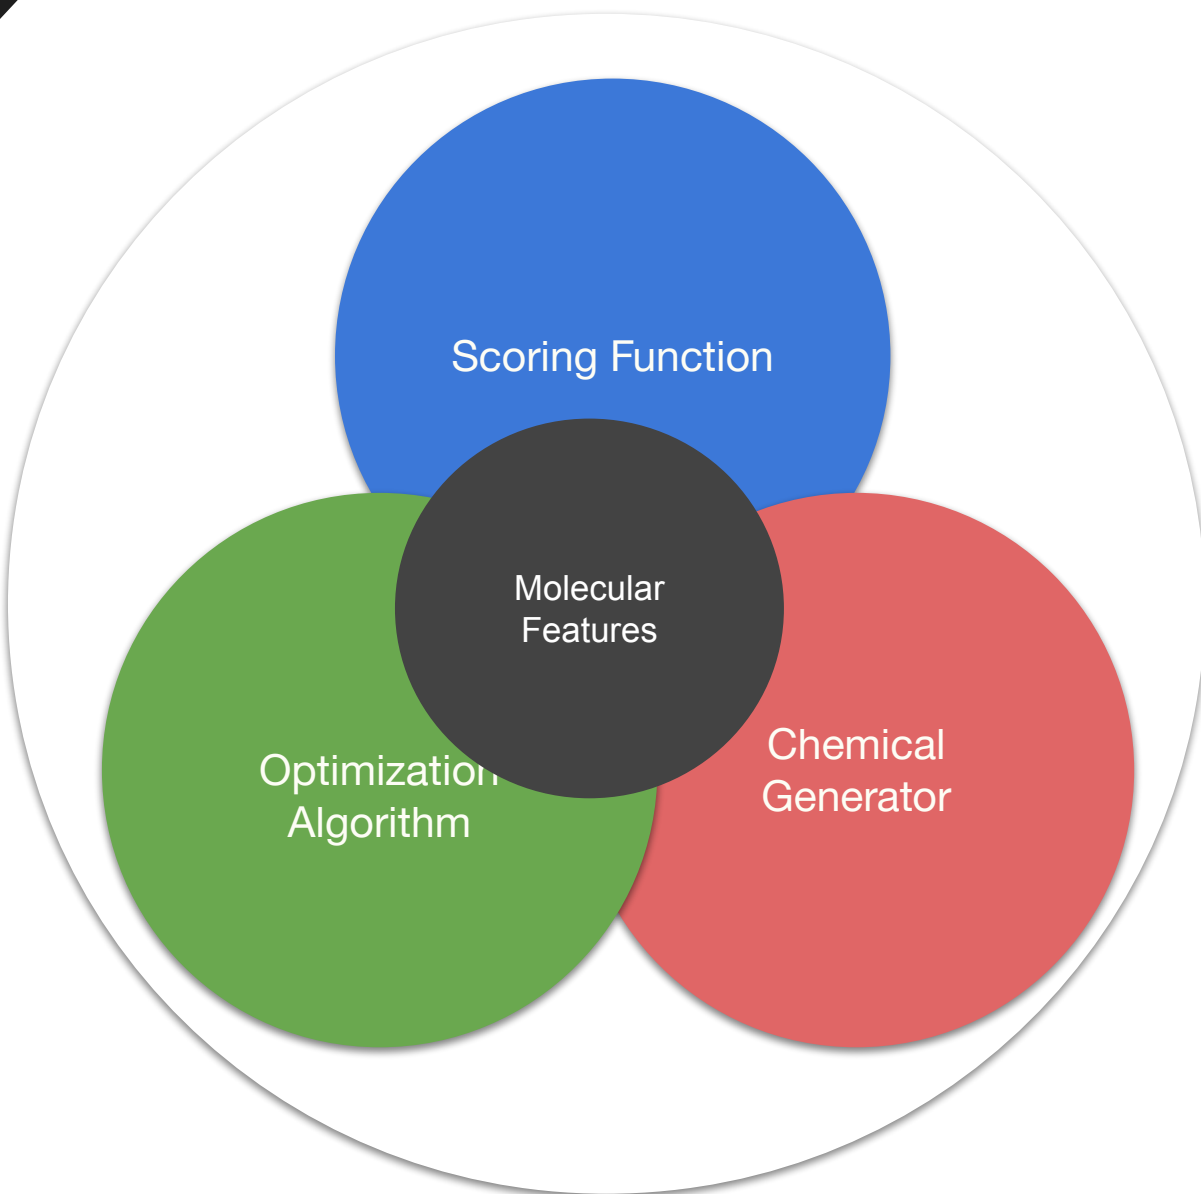 Scoring Function
Molecular
Features
Optimization
Algorithm
Chemical
Generator